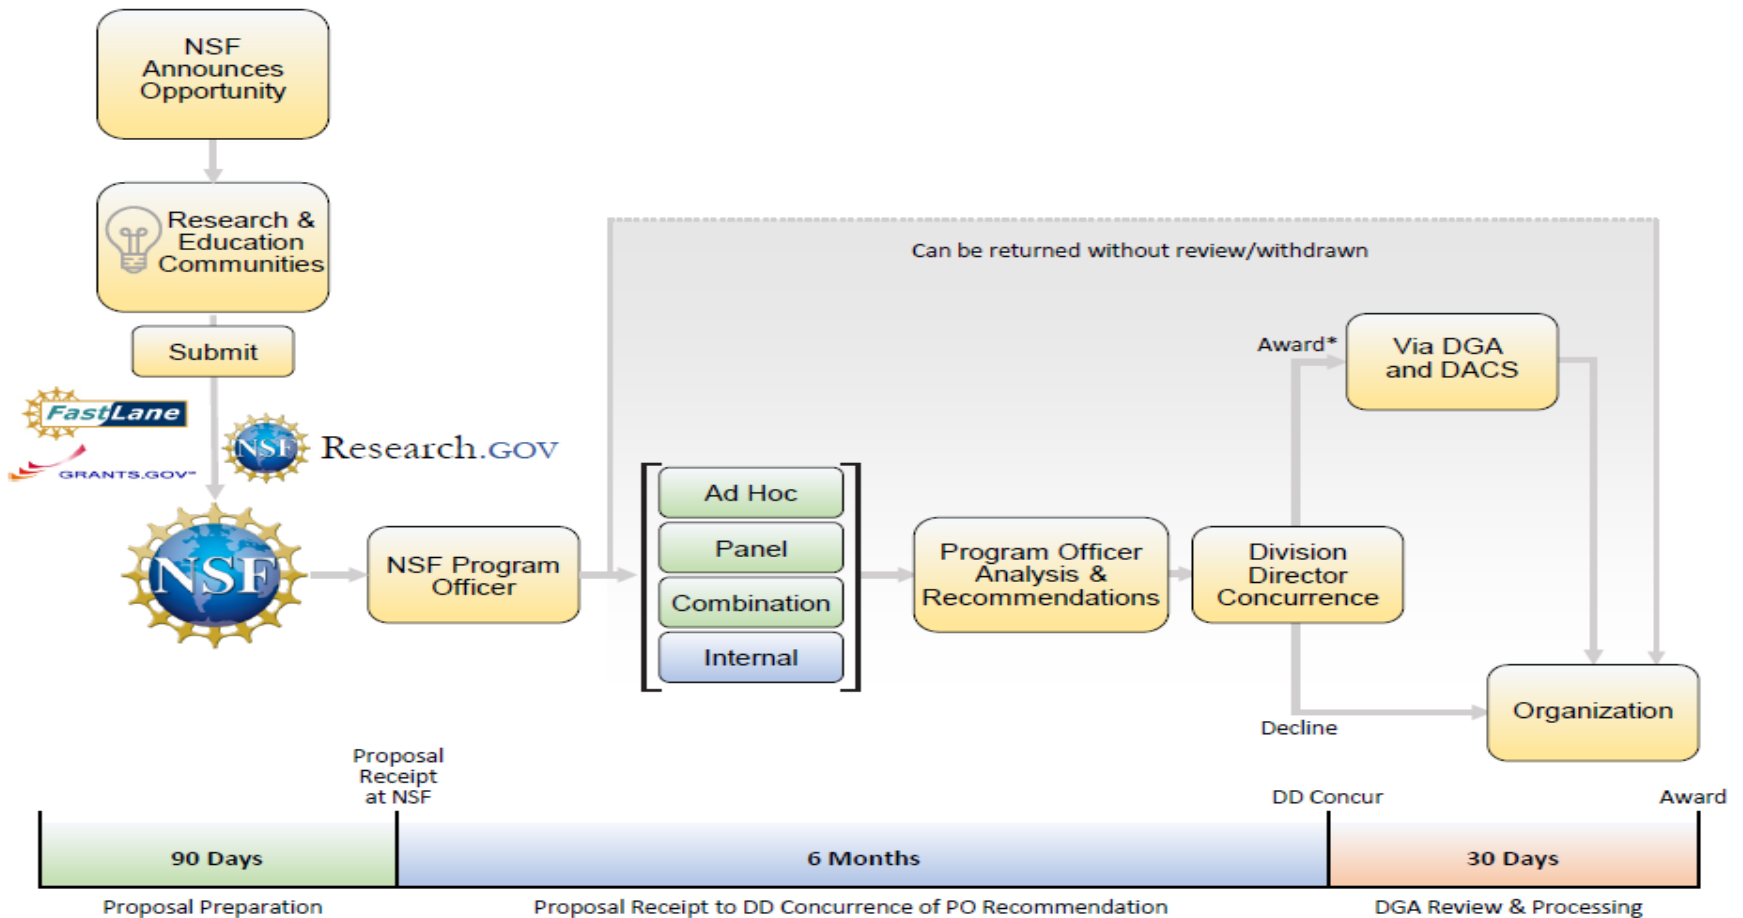 NSF
Announces
Opportunity
Research &
Education
Communities
Submit
FastLane
GRANTS.GOV℠
NSF
Research.GOV
NSF
NSF Program
Officer
Can be returned without review/withdrawn
Ad Hoc
Panel
Combination
Internal
Program Officer
Analysis &
Recommendations
Division
Director
Concurrence
Award*
Via DGA
and DACS
Decline
Organization
Proposal
Receipt
at NSF
DD Concur
Award
90 Days
6 Months
30 Days
Proposal Preparation
Proposal Receipt to DD Concurrence of PO Recommendation
DGA Review & Processing